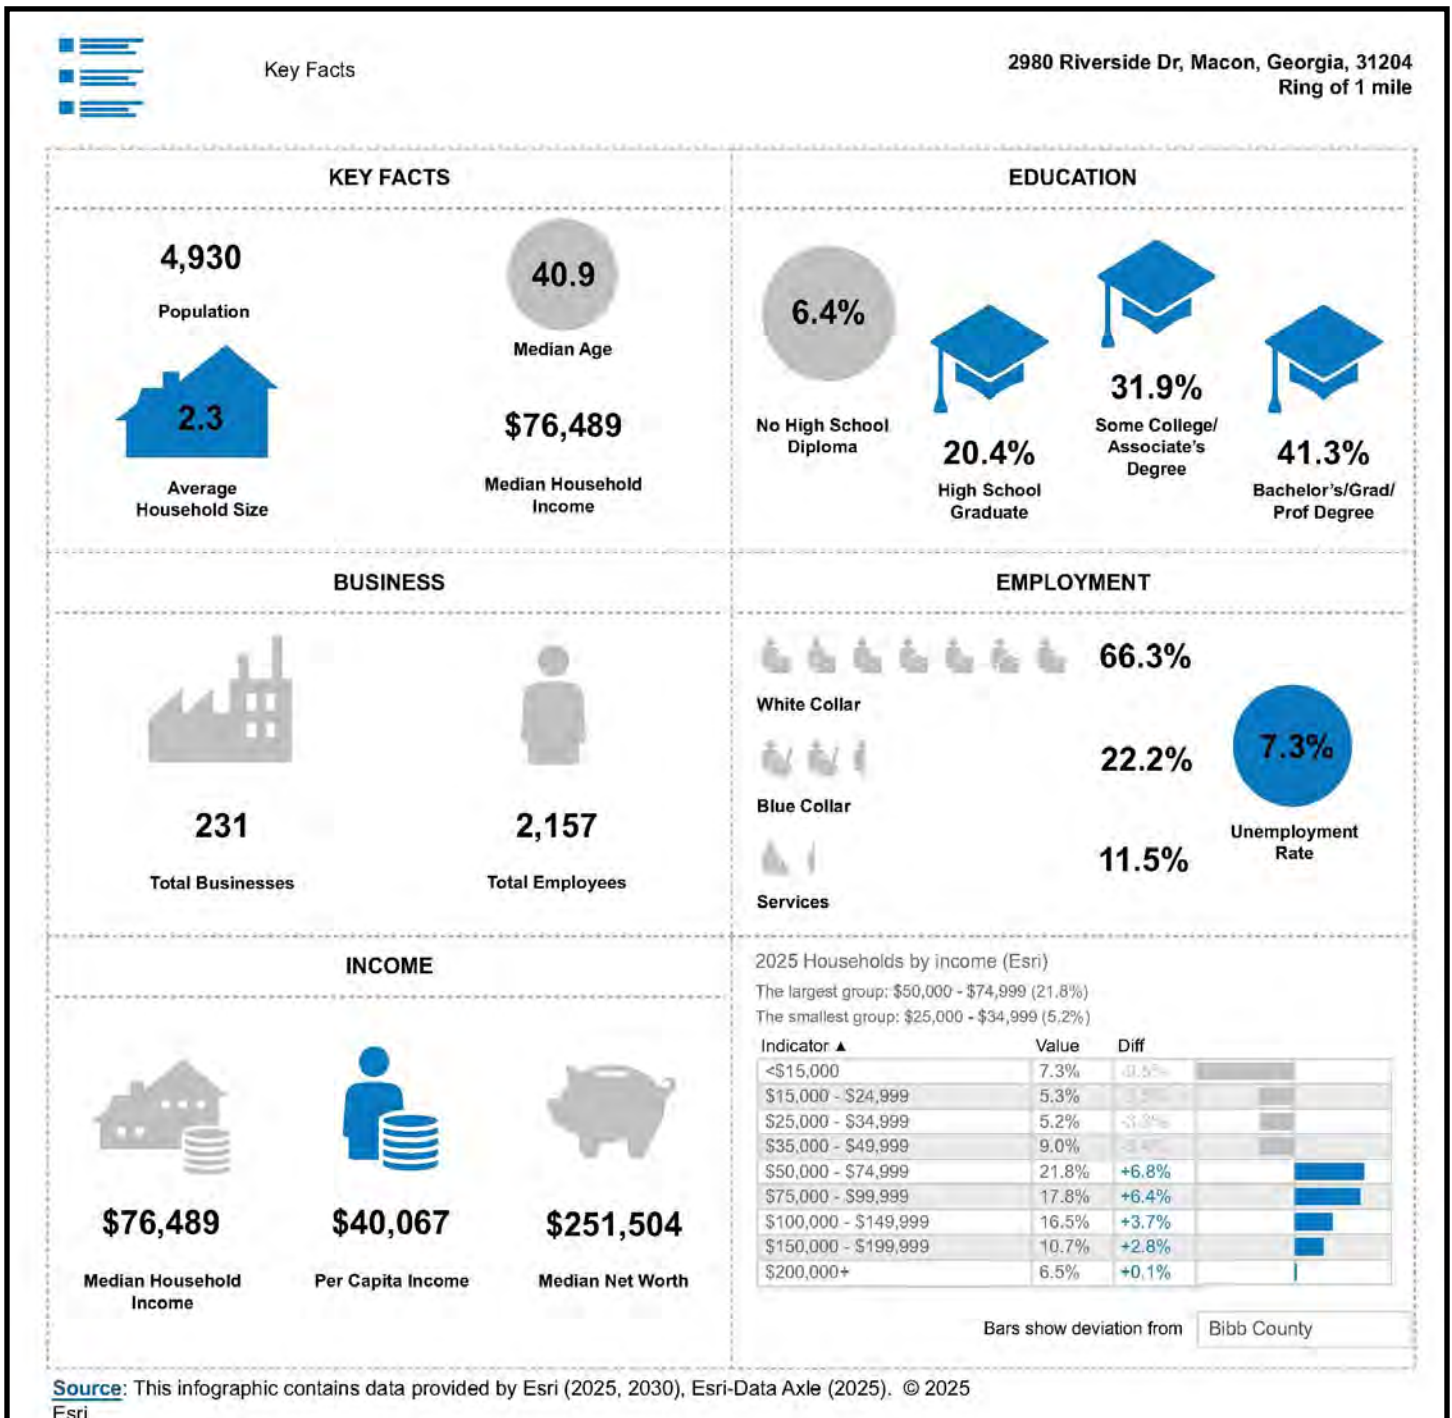 Key Facts
2980 Riverside Dr, Macon, Georgia, 31204
Ring of 1 mile
KEY FACTS
4,930
Population
40.9
Median Age
2.3
Average
Household Size
$76,489
Median Household
Income
EDUCATION
6.4%
No High School
Diploma
20.4%
High School
Graduate
31.9%
Some College/
Associate's
Degree
41.3%
Bachelor's/Grad/
Prof Degree
BUSINESS
231
Total Businesses
2,157
Total Employees
EMPLOYMENT
66.3%
White Collar
22.2%
Blue Collar
11.5%
Services
7.3%
Unemployment
Rate
INCOME
$76,489
Median Household
Income
$40,067
Per Capita Income
$251,504
Median Net Worth
2025 Households by income (Esri)
The largest group: $50,000 - $74,999 (21.8%)
The smallest group: $25,000 - $34,999 (5.2%)
Indicator ▲ Value Diff
<$15,000 7.3%
$15,000 - $24,999 5.3%
$25,000 - $34,999 5.2% -3.3%
$35,000 - $49,999 9.0%
$50,000 - $74,999 21.8% +6.8%
$75,000 - $99,999 17.8% +6.4%
$100,000 - $149,999 16.5% +3.7%
$150,000 - $199,999 10.7% +2.8%
$200,000+ 6.5% +0.1%
Bars show deviation from Bibb County
Source: This infographic contains data provided by Esri (2025, 2030), Esri-Data Axle (2025). © 2025
Esri